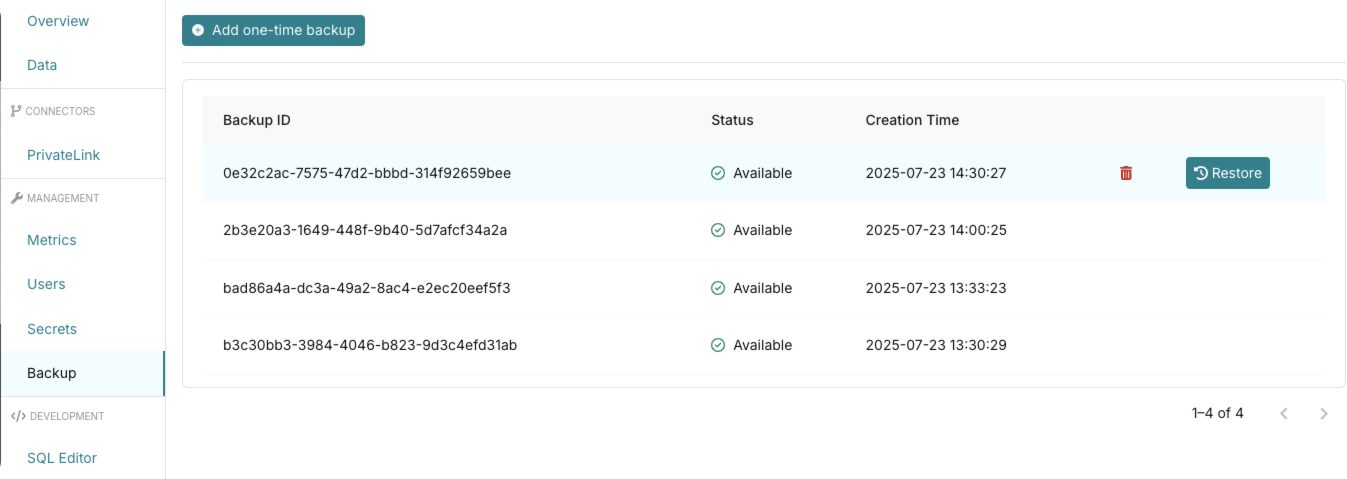 Overview
Data
CONNECTORS
PrivateLink
MANAGEMENT
Metrics
Users
Secrets
Backup
</> DEVELOPMENT
SQL Editor
Add one-time backup
Backup ID Status Creation Time
0e32c2ac-7575-47d2-bbbd-314f92659bee Available 2025-07-23 14:30:27 Restore
2b3e20a3-1649-448f-9b40-5d7afcf34a2a Available 2025-07-23 14:00:25
bad86a4a-dc3a-49a2-8ac4-e2ec20eef5f3 Available 2025-07-23 13:33:23
b3c30bb3-3984-4046-b823-9d3c4efd31ab Available 2025-07-23 13:30:29
1–4 of 4